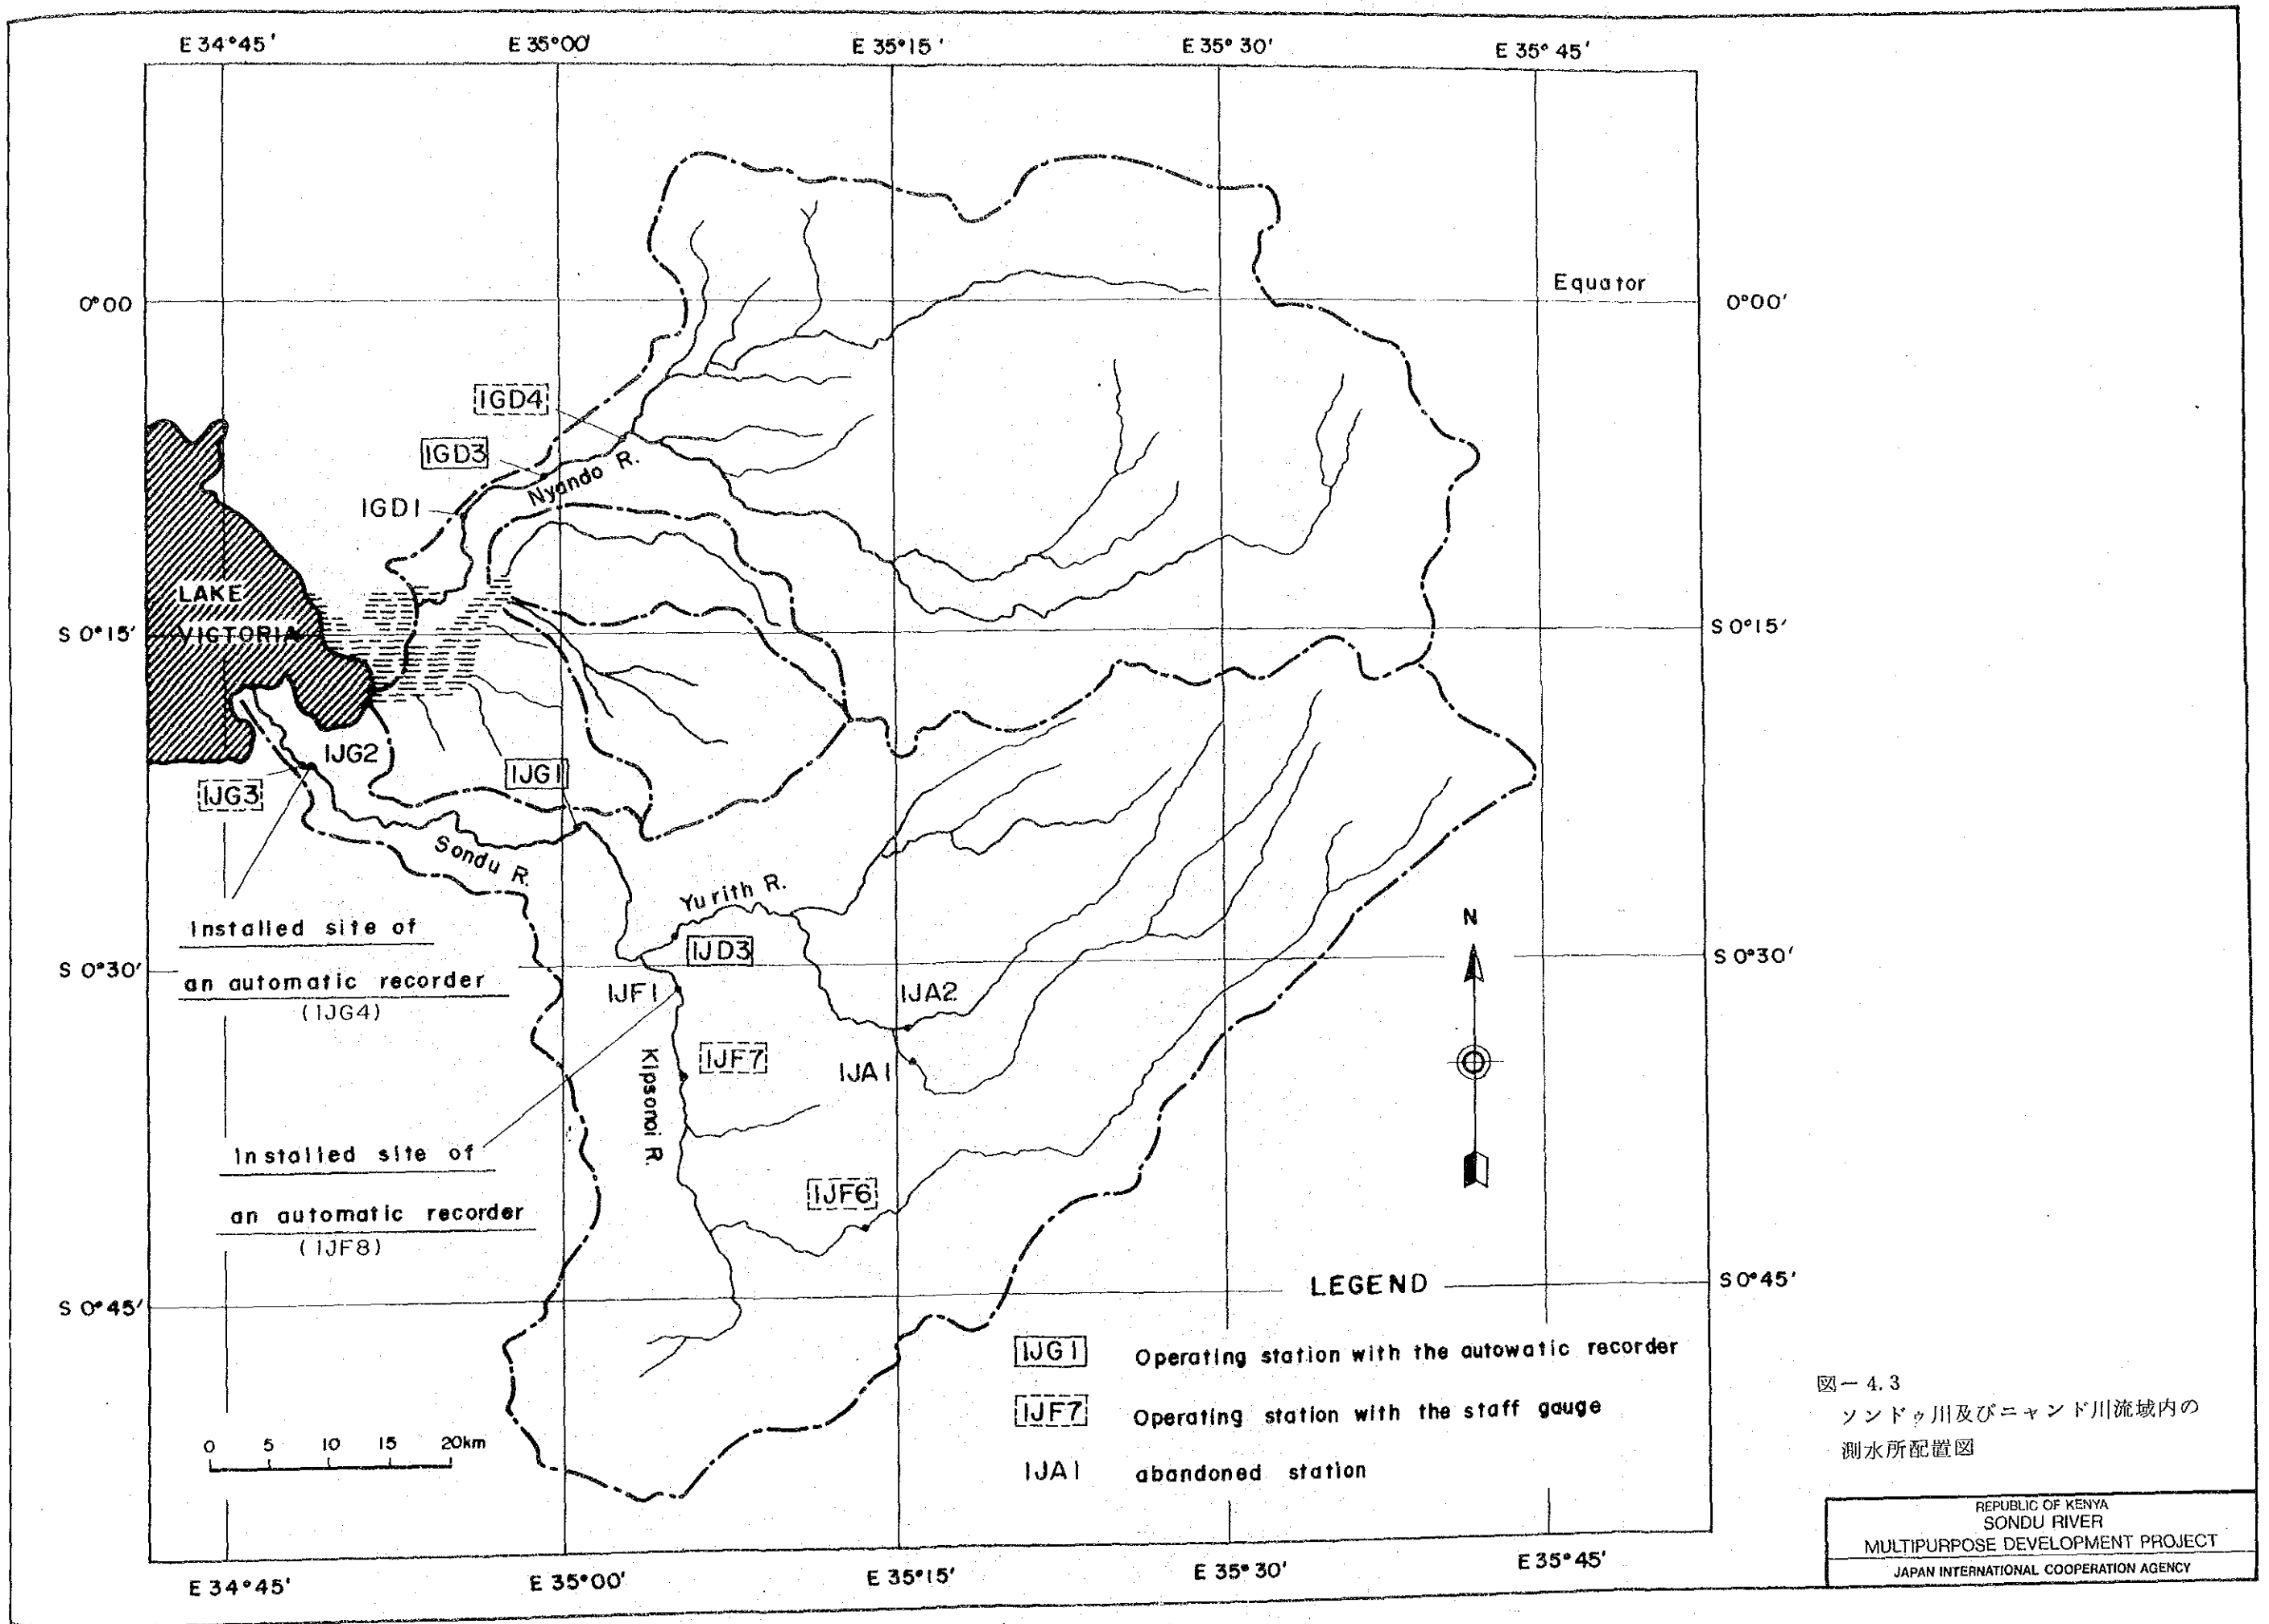 E 34°45' E 35°00' E 35°15' E 35°30' E 35°45'
Equator
0°00 0°00'
IGD4
IGD3
Nyando R.
IGD1
LAKE
VICTORIA
S 0°15' S 0°15'
IJG2
IJG1
IJG3
Sondu R.
Yurith R.
N
Installed site of
an automatic recorder
(IJG4)
IJD3
S 0°30' S 0°30'
IJF1
IJA2
IJF7
IJA1
Kipsonoi R.
Installed site of
an automatic recorder
(IJF8)
IJF6
LEGEND
S 0°45' S 0°45'
IJG1 Operating station with the autowatic recorder
IJF7 Operating station with the staff gauge
IJA1 abandoned station
0 5 10 15 20km
E 34°45' E 35°00' E 35°15' E 35°30' E 35°45'
図－4.3
ソンドゥ川及びニャンド川流域内の
測水所配置図
REPUBLIC OF KENYA
SONDU RIVER
MULTIPURPOSE DEVELOPMENT PROJECT
JAPAN INTERNATIONAL COOPERATION AGENCY